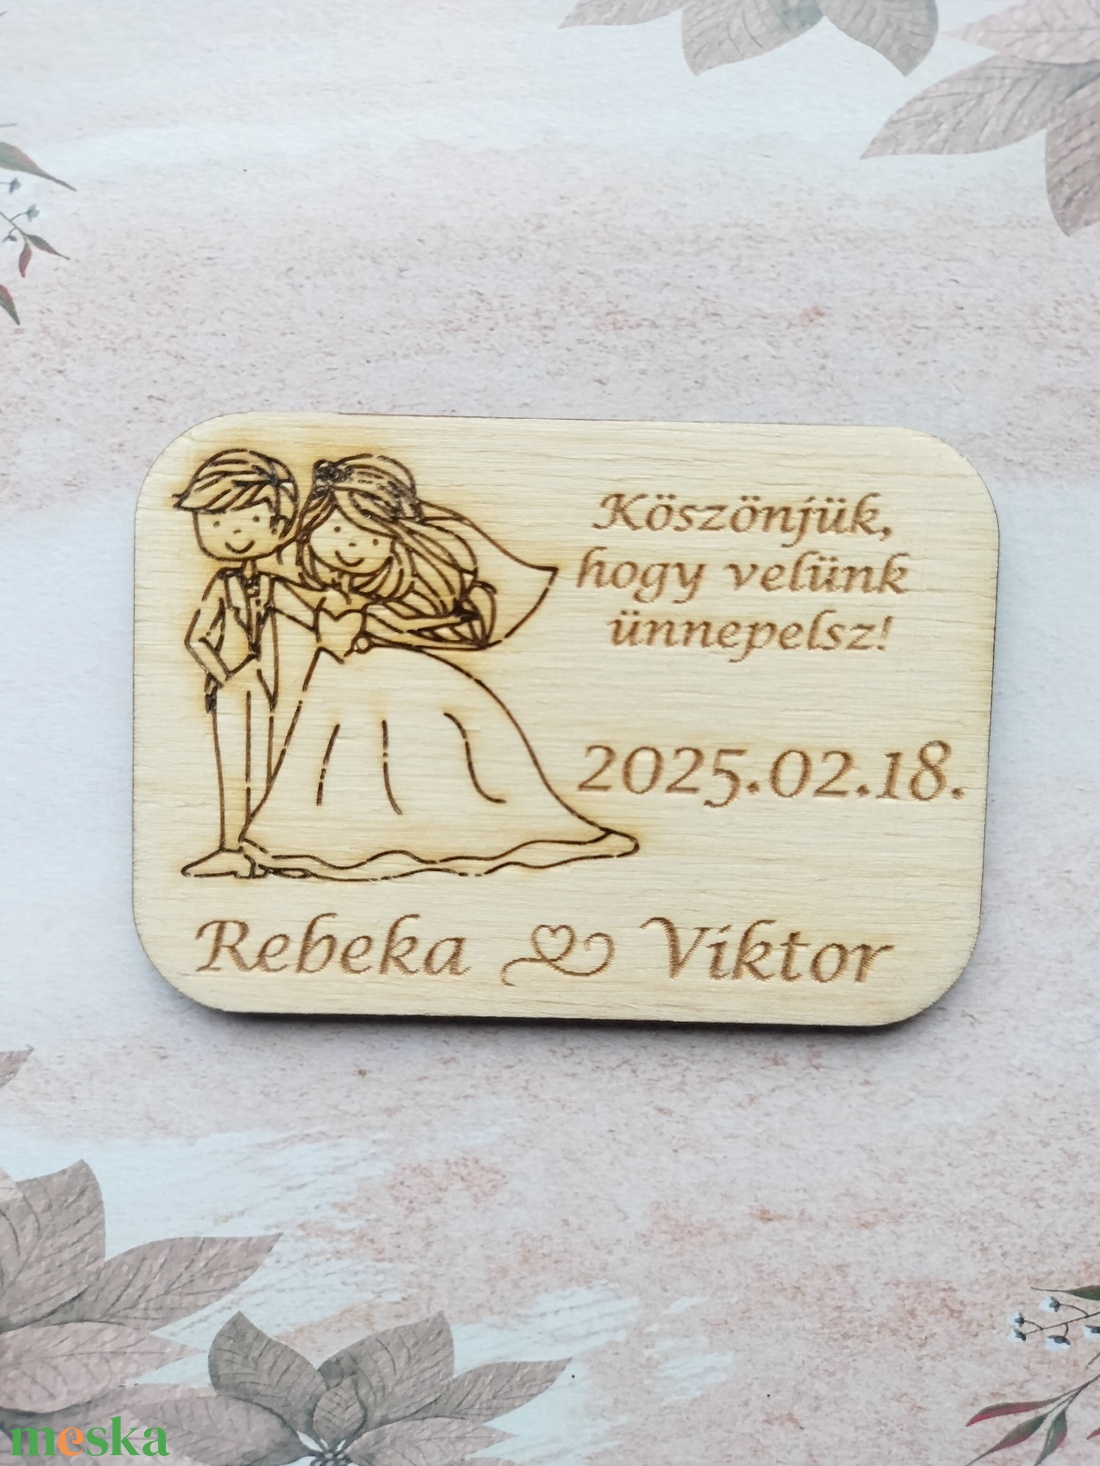 Köszönjük,
hogy velünk
ünnepelsz!
2025.02.18.
Rebeka Viktor
meska